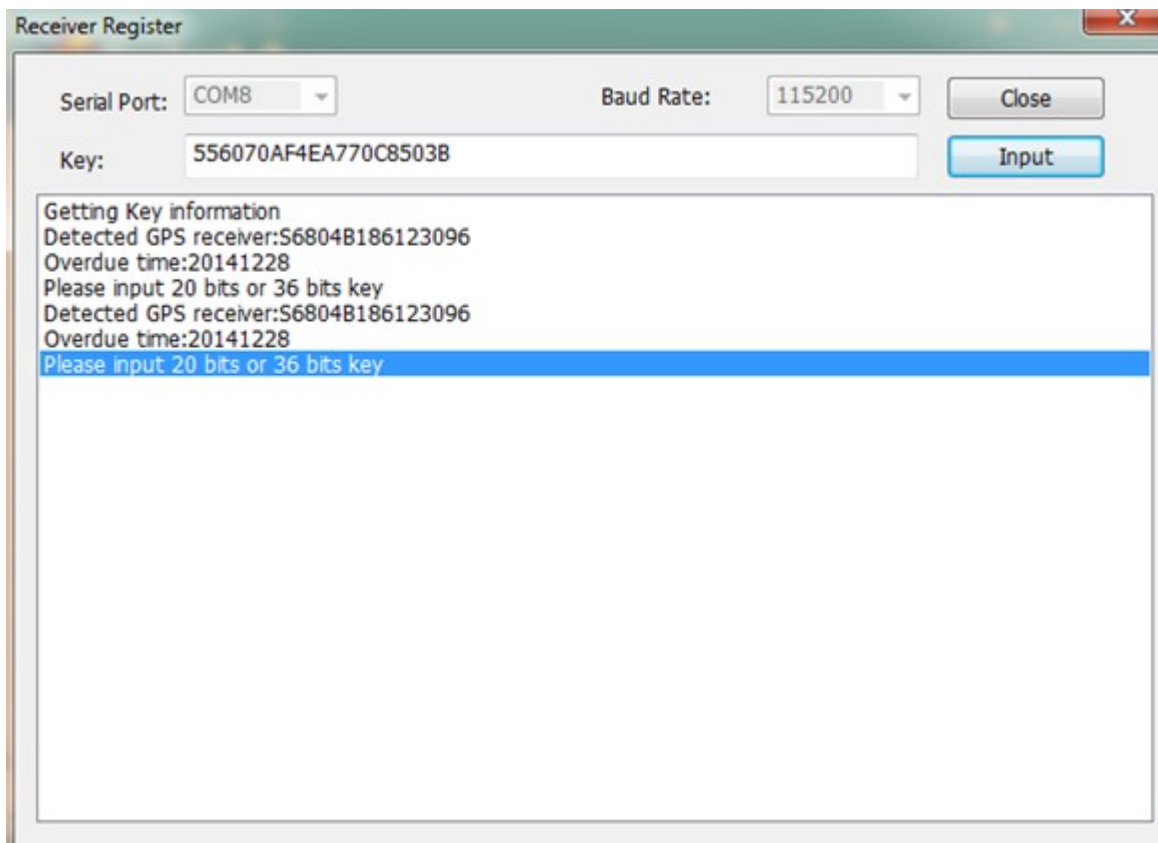 Receiver Register
Serial Port: COM8 Baud Rate: 115200 Close
Key: 556070AF4EA770C8503B Input
Getting Key information
Detected GPS receiver:S6804B186123096
Overdue time:20141228
Please input 20 bits or 36 bits key
Detected GPS receiver:S6804B186123096
Overdue time:20141228
Please input 20 bits or 36 bits key